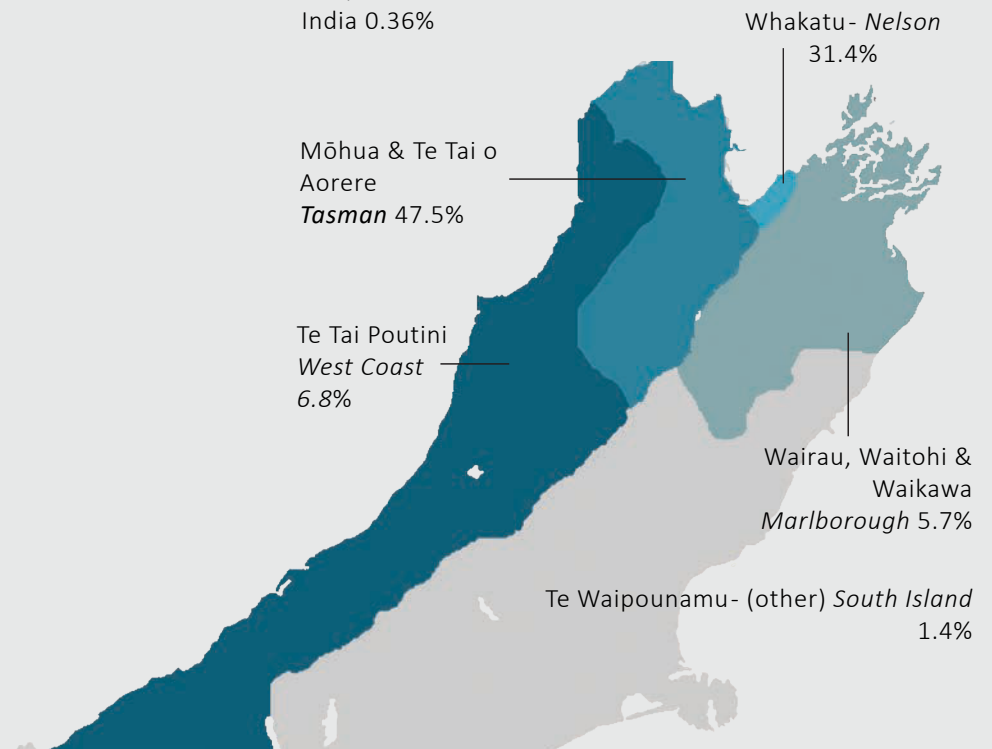 India 0.36%
Whakatu- Nelson
31.4%
Mōhua & Te Tai o
Aorere
Tasman 47.5%
Te Tai Poutini
West Coast
6.8%
Wairau, Waitohi &
Waikawa
Marlborough 5.7%
Te Waipounamu- (other) South Island
1.4%